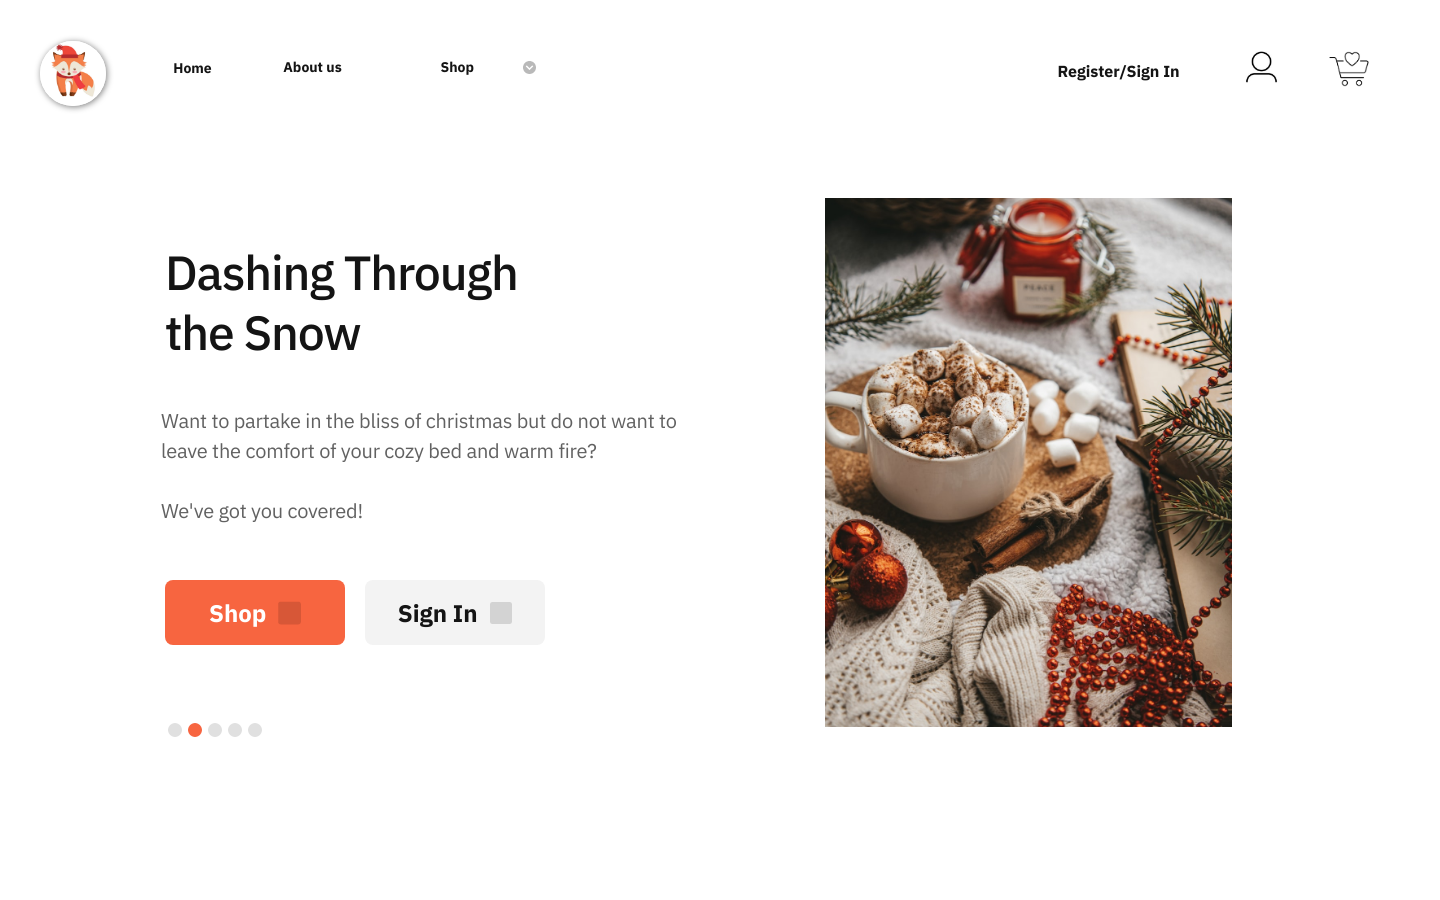 Home
About us
Shop
Register/Sign In
Dashing Through
the Snow
Want to partake in the bliss of christmas but do not want to
leave the comfort of your cozy bed and warm fire?
We've got you covered!
Shop
Sign In
PEACE